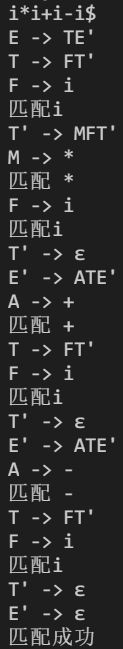 i*i+i-i$
E -> TE'
T -> FT'
F -> i
匹配i
T' -> MFT'
M -> *
匹配 *
F -> i
匹配i
T' -> ε
E' -> ATE'
A -> +
匹配 +
T -> FT'
F -> i
匹配i
T' -> ε
E' -> ATE'
A -> -
匹配 -
T -> FT'
F -> i
匹配i
T' -> ε
E' -> ε
匹配成功